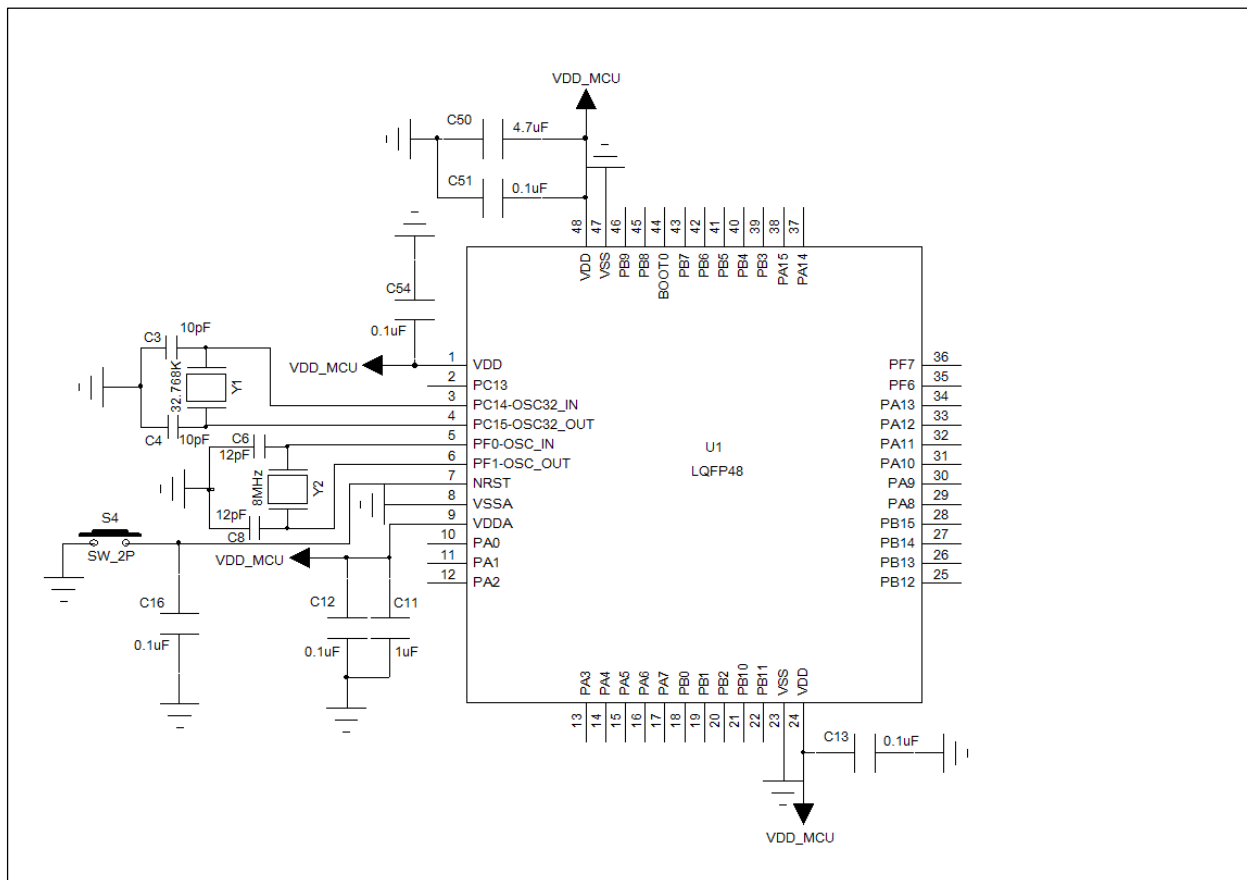 VDD_MCU
C50
4.7uF
C51
0.1uF
48
47
46
45
44
43
42
41
40
39
38
37
VDD
VSS
PB9
PB8
BOOT0
PB7
PB6
PB5
PB4
PB3
PA15
PA14
C54
0.1uF
C3
10pF
VDD_MCU
32.768K
Y1
C4
10pF
C6
12pF
8MHz
Y2
12pF
C8
S4
SW_2P
VDD_MCU
C16
0.1uF
C12
0.1uF
C11
1uF
1 VDD
2 PC13
3 PC14-OSC32_IN
4 PC15-OSC32_OUT
5 PF0-OSC_IN
6 PF1-OSC_OUT
7 NRST
8 VSSA
9 VDDA
10 PA0
11 PA1
12 PA2
U1
LQFP48
PF7 36
PF6 35
PA13 34
PA12 33
PA11 32
PA10 31
PA9 30
PA8 29
PB15 28
PB14 27
PB13 26
PB12 25
PA3
PA4
PA5
PA6
PA7
PB0
PB1
PB2
PB10
PB11
VSS
VDD
13
14
15
16
17
18
19
20
21
22
23
24
C13
0.1uF
VDD_MCU